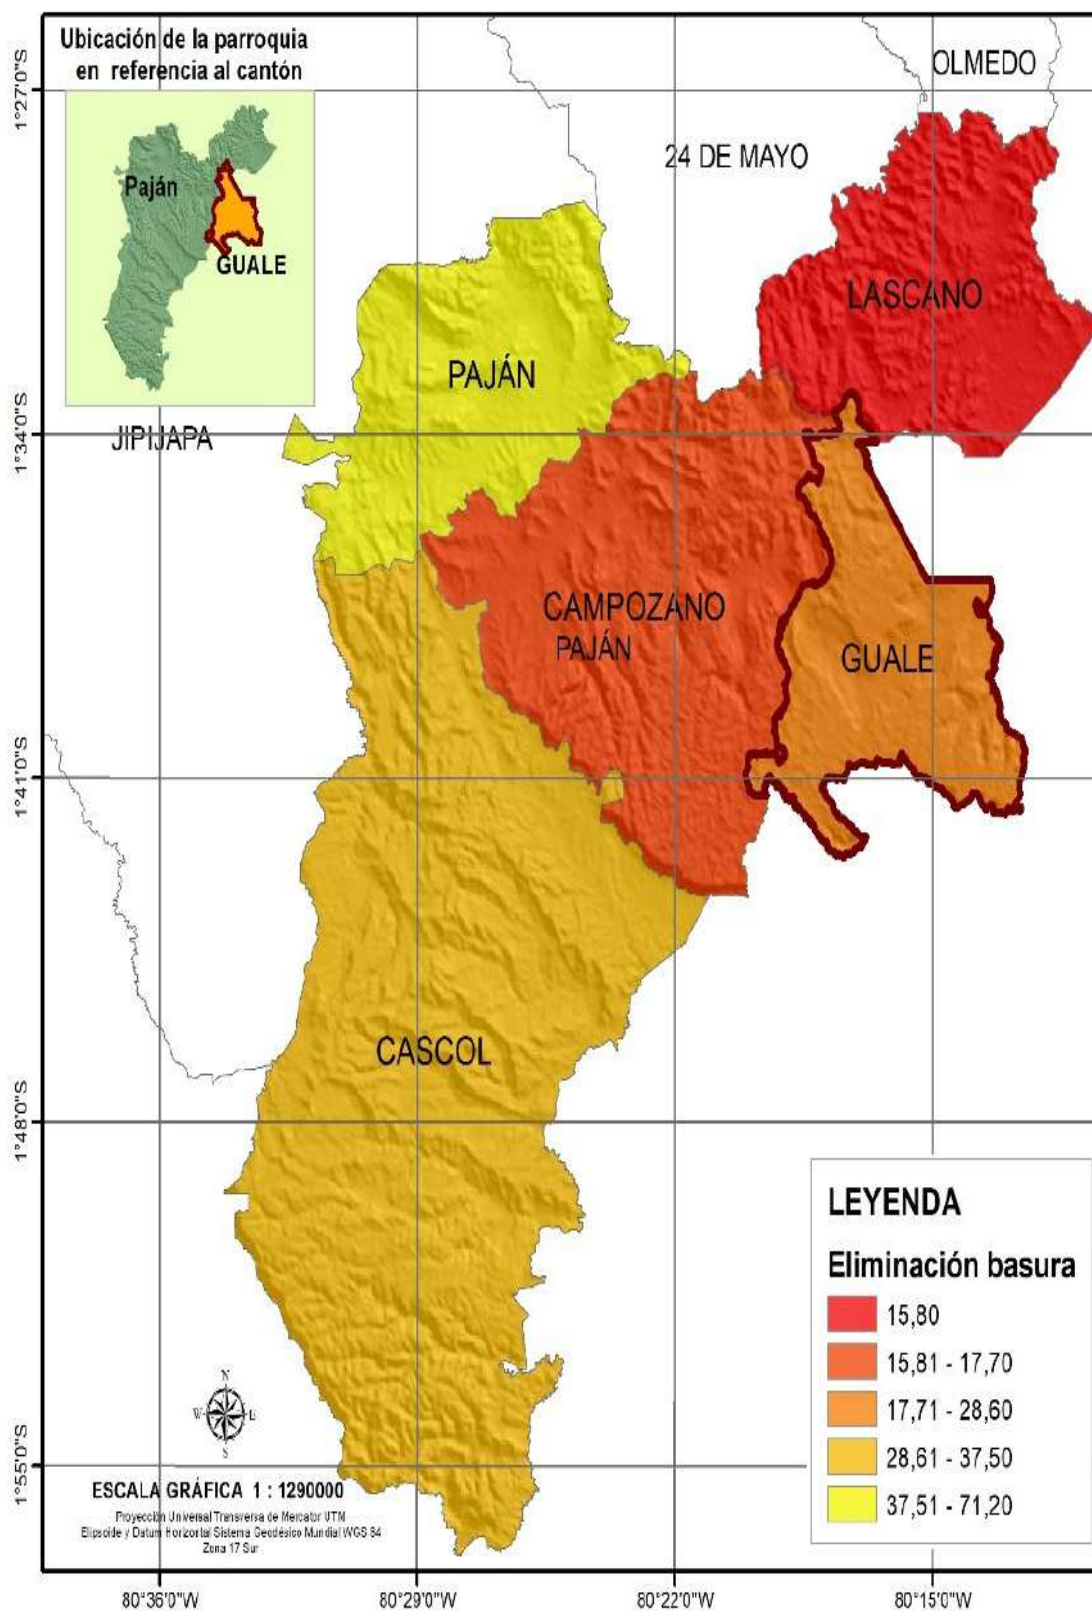 Ubicación de la parroquia
en referencia al cantón
Paján
GUALE
OLMEDO
24 DE MAYO
LASCANO
PAJÁN
JIPIJAPA
CAMPOZANO
PAJÁN
GUALE
CASCOL
1°27'0"S
1°34'0"S
1°41'0"S
1°48'0"S
1°55'0"S
LEYENDA
Eliminación basura
15,80
15,81 - 17,70
17,71 - 28,60
28,61 - 37,50
37,51 - 71,20
N
W
E
S
ESCALA GRÁFICA 1 : 1290000
Proyección Universal Transversa de Mercator UTM
Elipsoide y Datum Horizontal Sistema Geodésico Mundial WGS 84
Zona 17 Sur
80°36'0"W
80°29'0"W
80°22'0"W
80°15'0"W